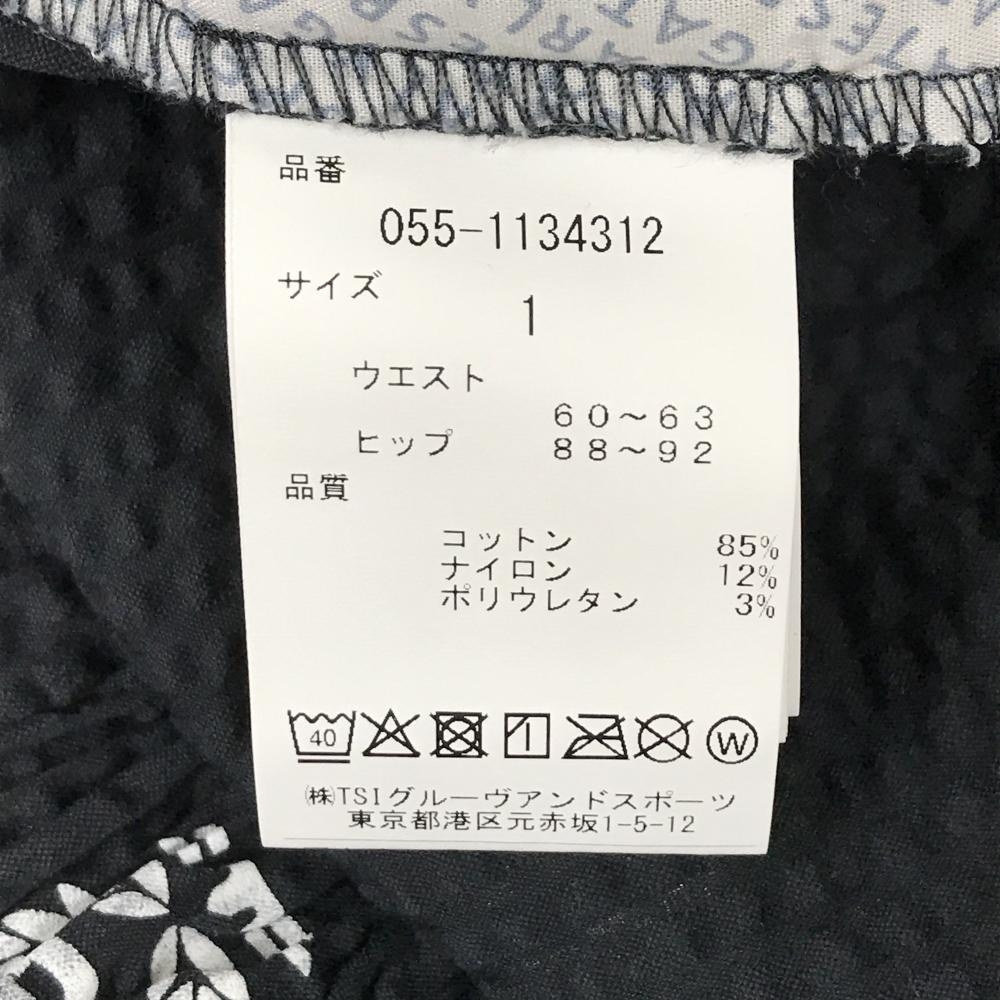 品番
055-1134312
サイズ
1
ウエスト 60～63
ヒップ 88～92
品質
コットン 85%
ナイロン 12%
ポリウレタン 3%
40 W
㈱TSIグルーヴアンドスポーツ
東京都港区元赤坂1-5-12